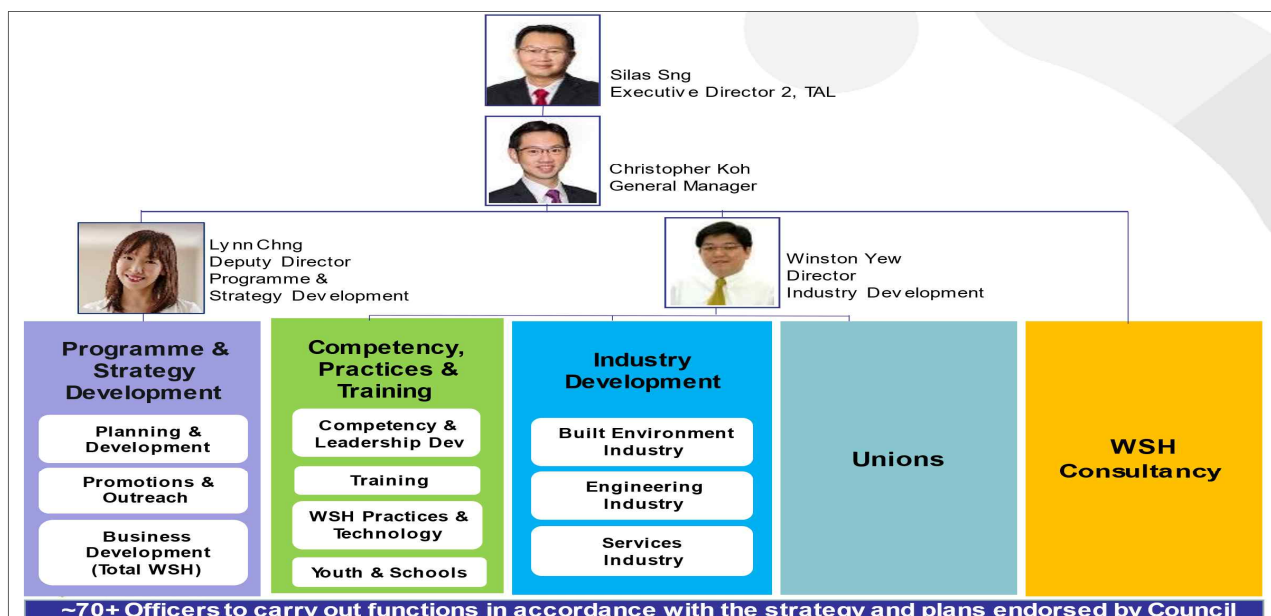 Silas Sng
Executive Director 2, TAL
Christopher Koh
General Manager
Lynn Chng
Deputy Director
Programme &
Strategy Development
Winston Yew
Director
Industry Development
Programme &
Strategy
Development
Planning &
Development
Promotions &
Outreach
Business
Development
(Total WSH)
Competency,
Practices &
Training
Competency &
Leadership Dev
Training
WSH Practices &
Technology
Youth & Schools
Industry
Development
Built Environment
Industry
Engineering
Industry
Services
Industry
Unions
WSH
Consultancy
~70+ Officers to carry out functions in accordance with the strategy and plans endorsed by Council